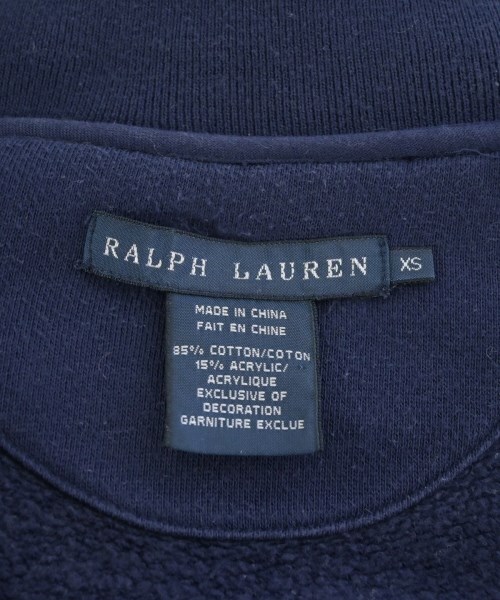 RALPH LAUREN
XS
MADE IN CHINA
FAIT EN CHINE
85% COTTON/COTON
15% ACRYLIC/
ACRYLIQUE
EXCLUSIVE OF
DECORATION
GARNITURE EXCLUE